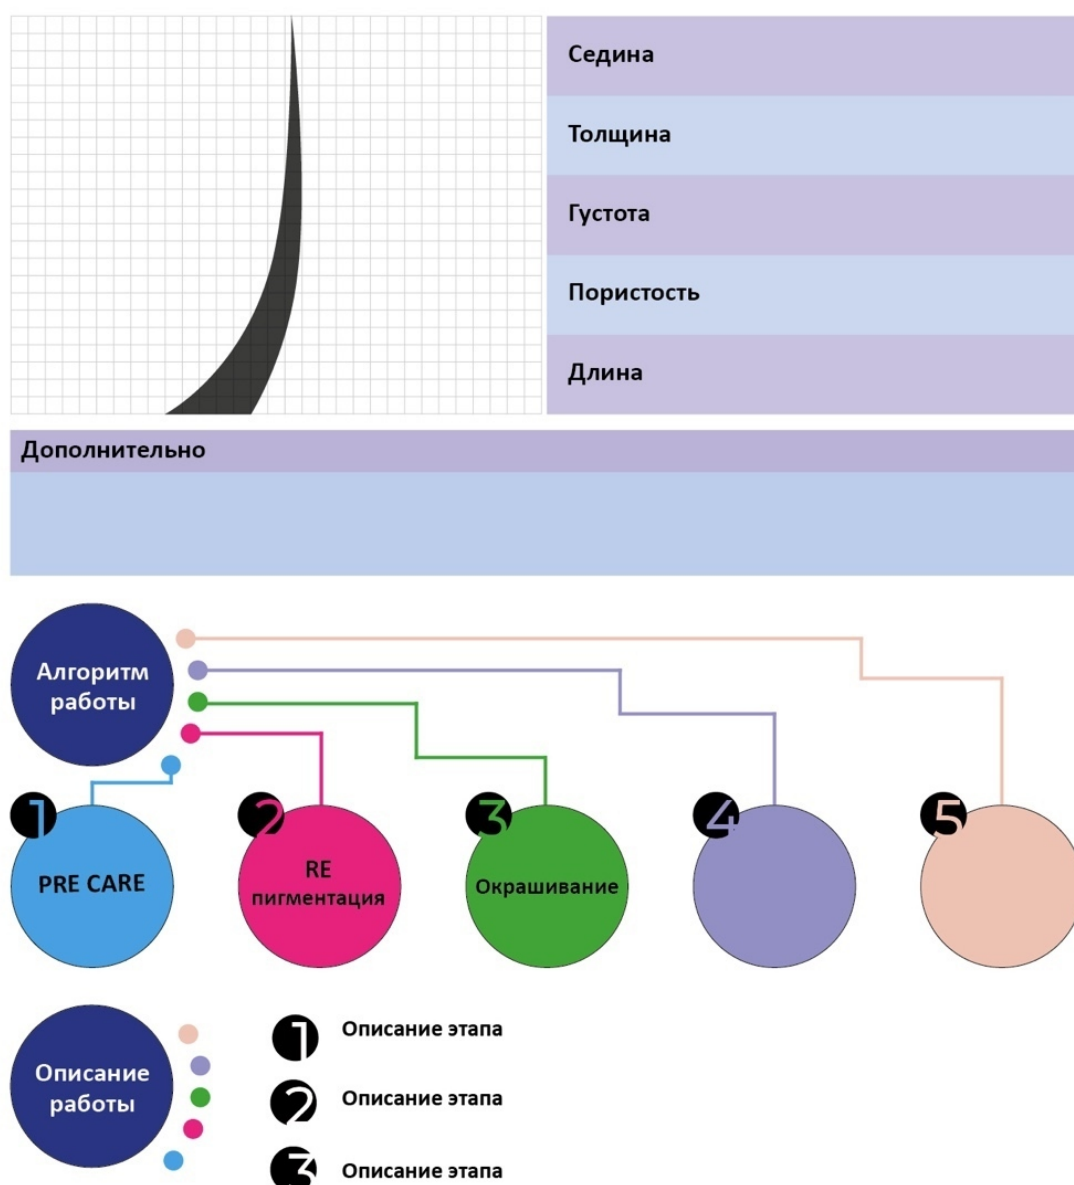 Седина
Толщина
Густота
Пористость
Длина
Дополнительно
Алгоритм
работы
1
2
3
4
5
PRE CARE
RE
пигментация
Окрашивание
Описание
работы
1 Описание этапа
2 Описание этапа
3 Описание этапа